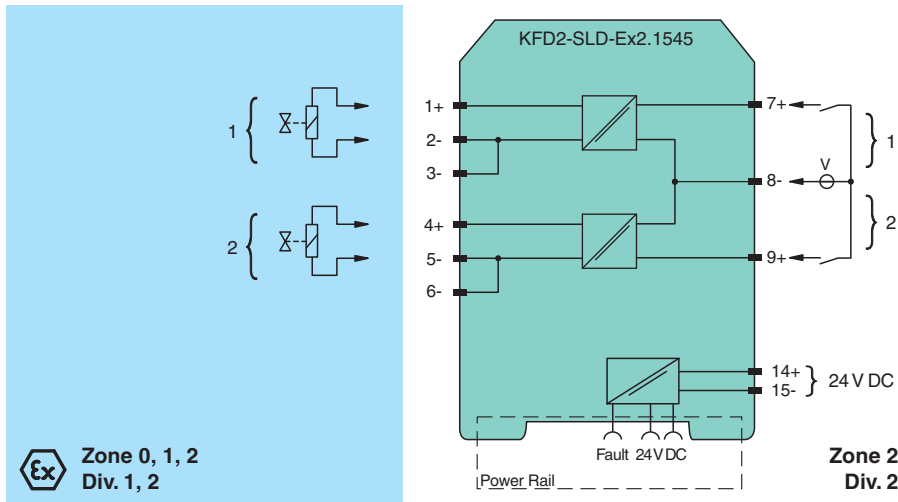 KFD2-SLD-Ex2.1545
1
2
1+
2-
3-
4+
5-
6-
7+
8-
9+
V
1
2
14+
15-
24 V DC
Fault 24 V DC
Power Rail
Ex
Zone 0, 1, 2
Div. 1, 2
Zone 2
Div. 2